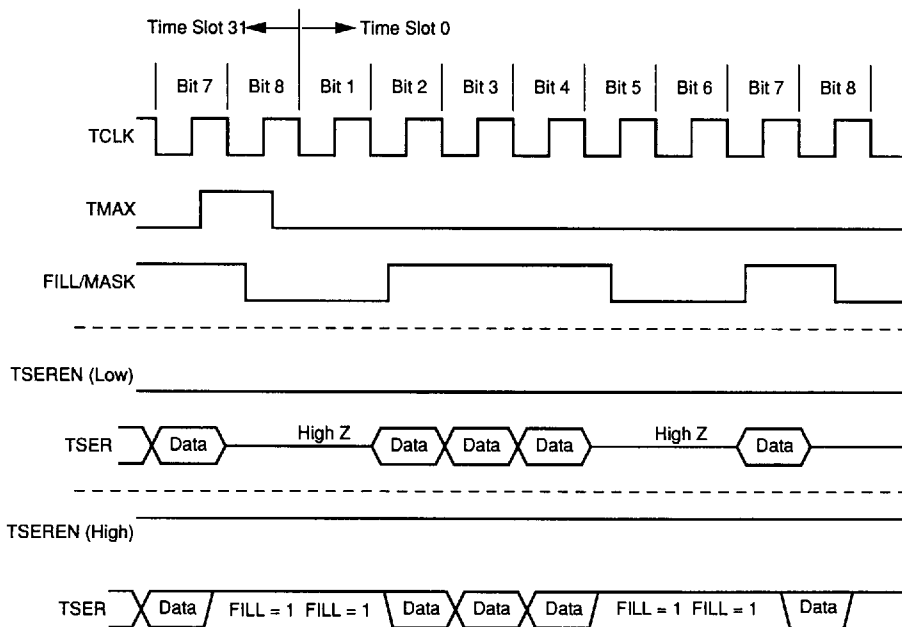 Time Slot 31 Time Slot 0
Bit 7 Bit 8 Bit 1 Bit 2 Bit 3 Bit 4 Bit 5 Bit 6 Bit 7 Bit 8
TCLK
TMAX
FILL/MASK
TSEREN (Low)
TSER Data High Z Data Data Data High Z Data
TSEREN (High)
TSER Data FILL = 1 FILL = 1 Data Data Data FILL = 1 FILL = 1 Data